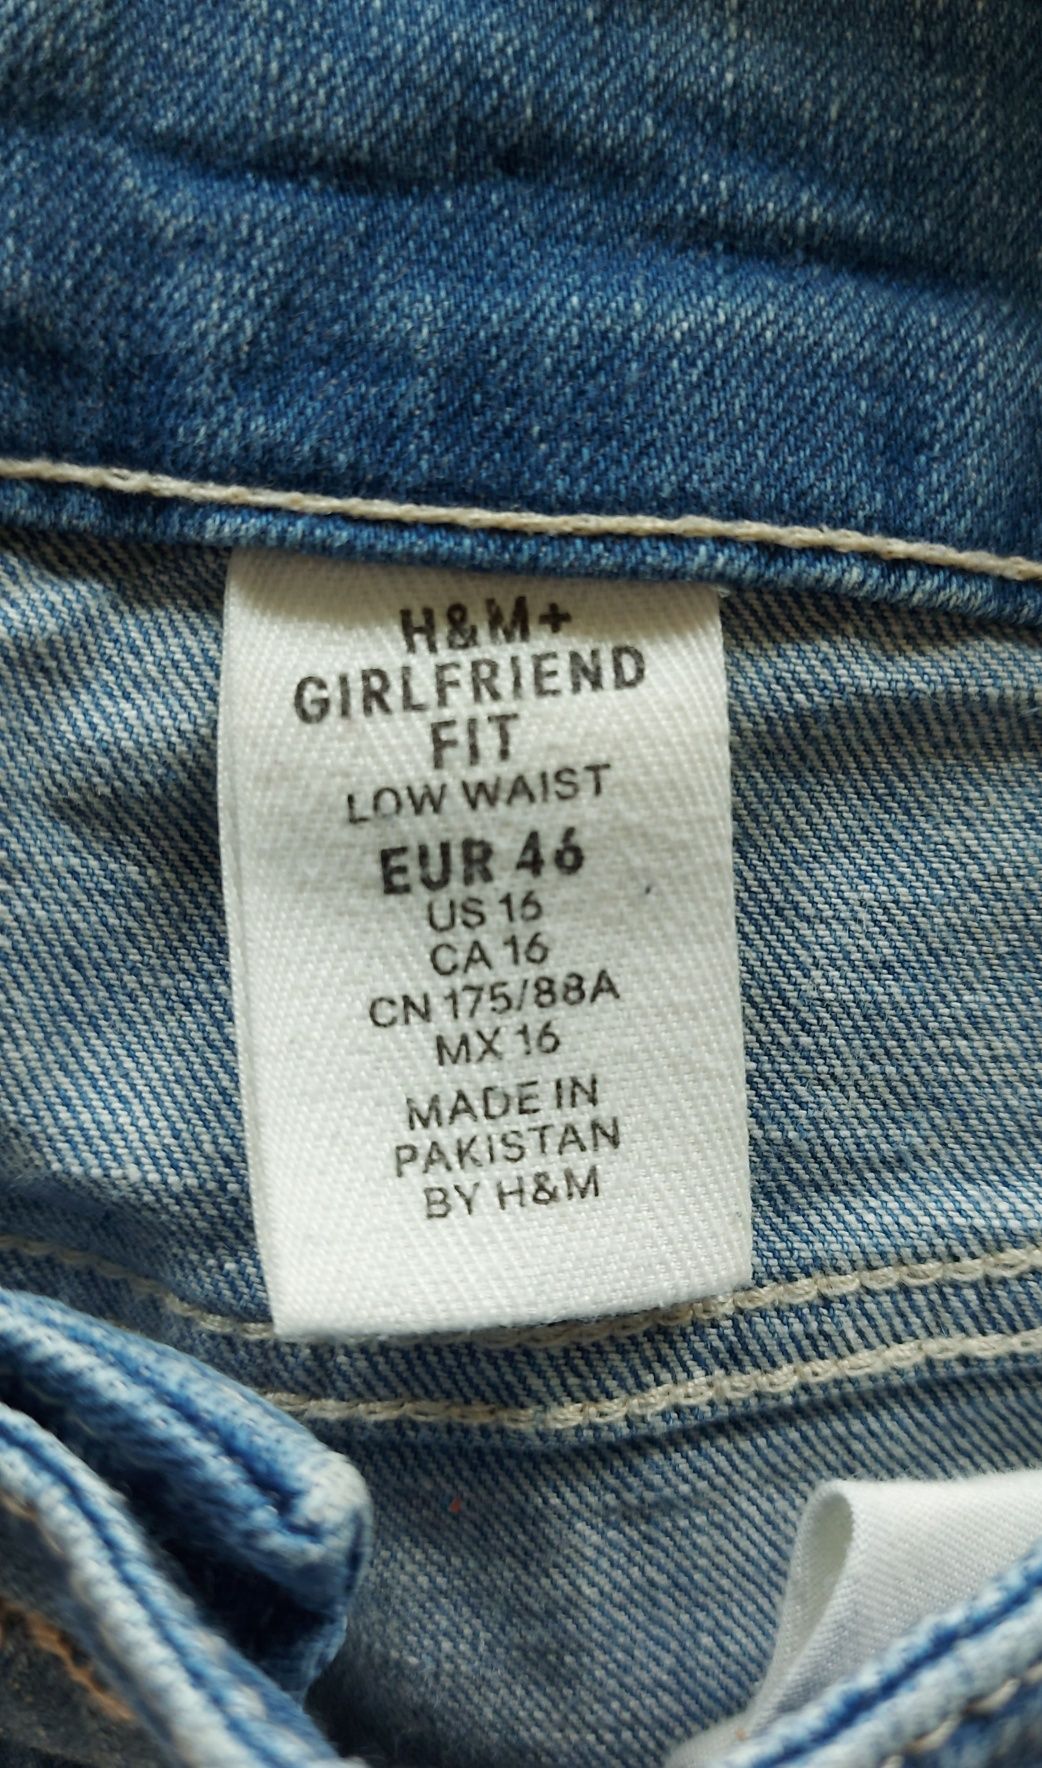 H&M+
GIRLFRIEND
FIT
LOW WAIST
EUR 46
US 16
CA 16
CN 175/88A
MX 16
MADE IN
PAKISTAN
BY H&M